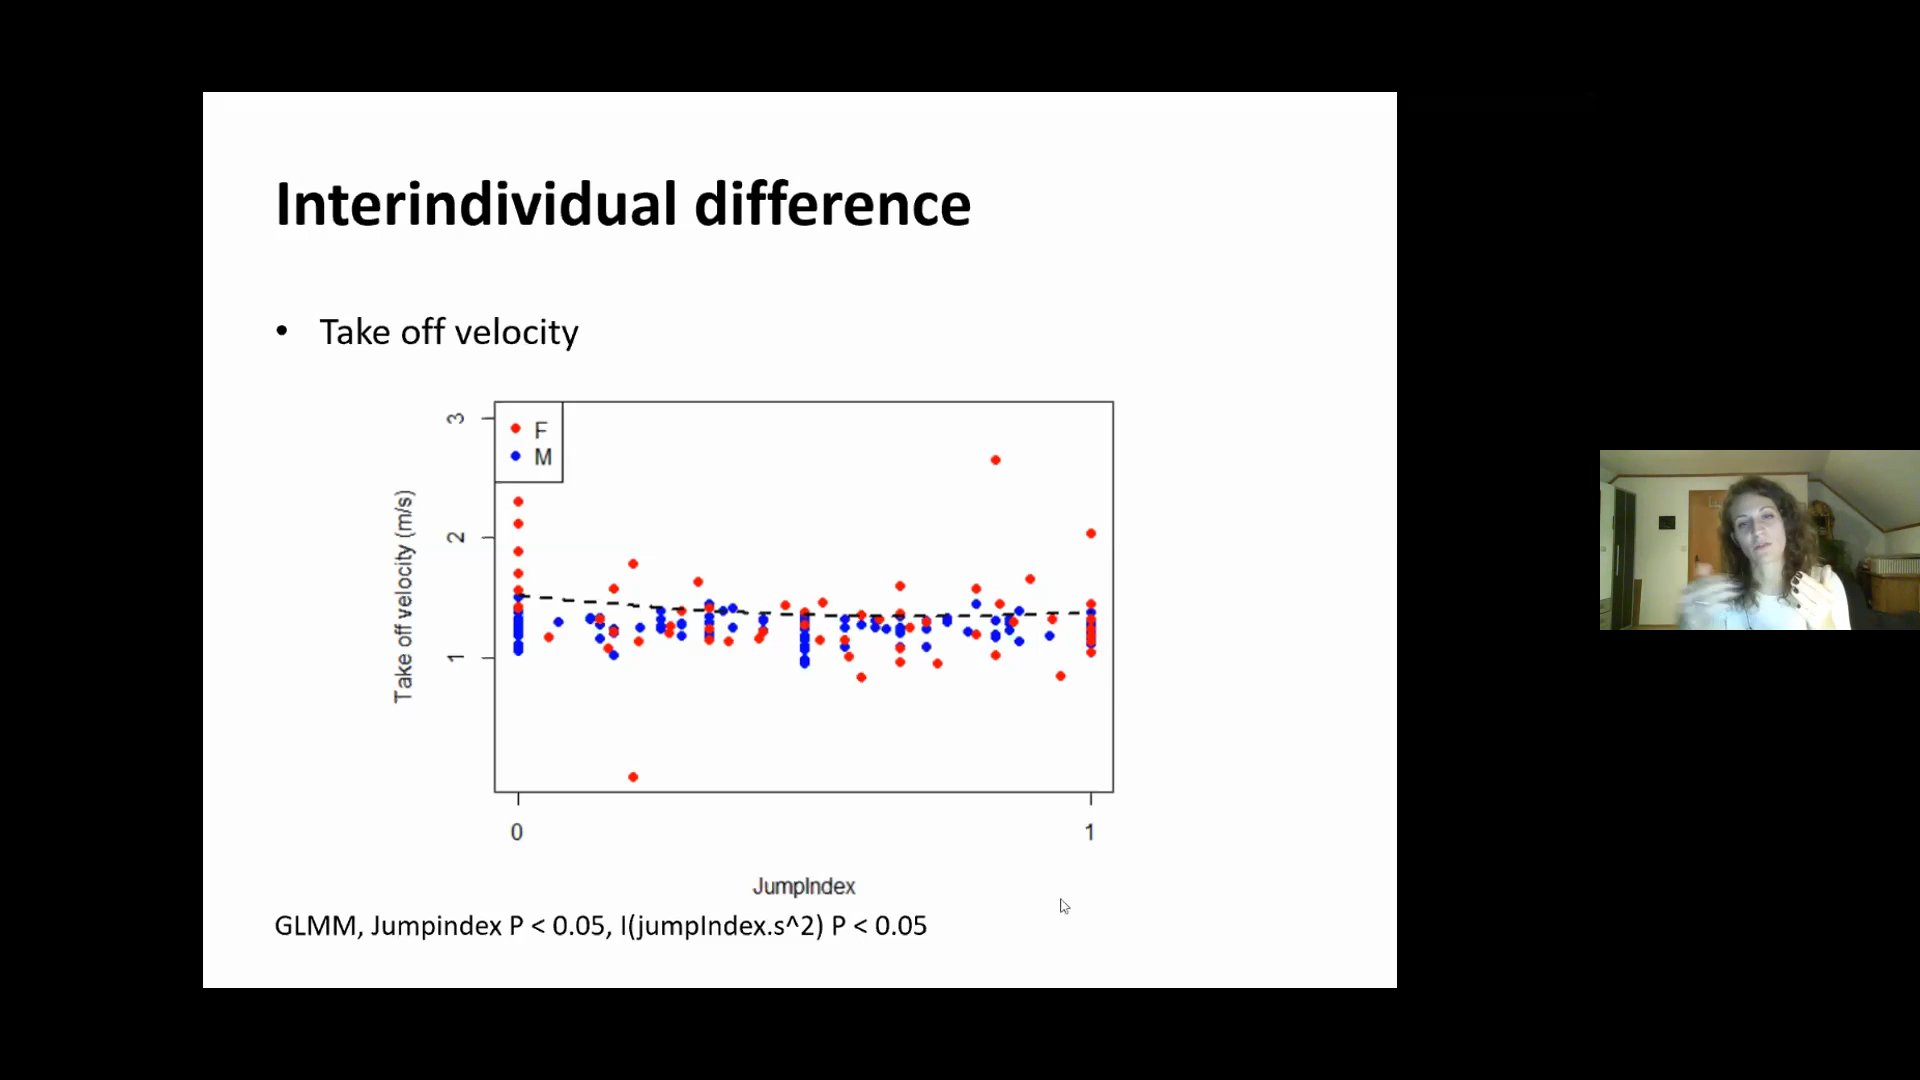 Interindividual difference
• Take off velocity
3
F
M
2
1
Take off velocity (m/s)
0
1
JumpIndex
GLMM, Jumpindex P < 0.05, I(jumpIndex.s^2) P < 0.05